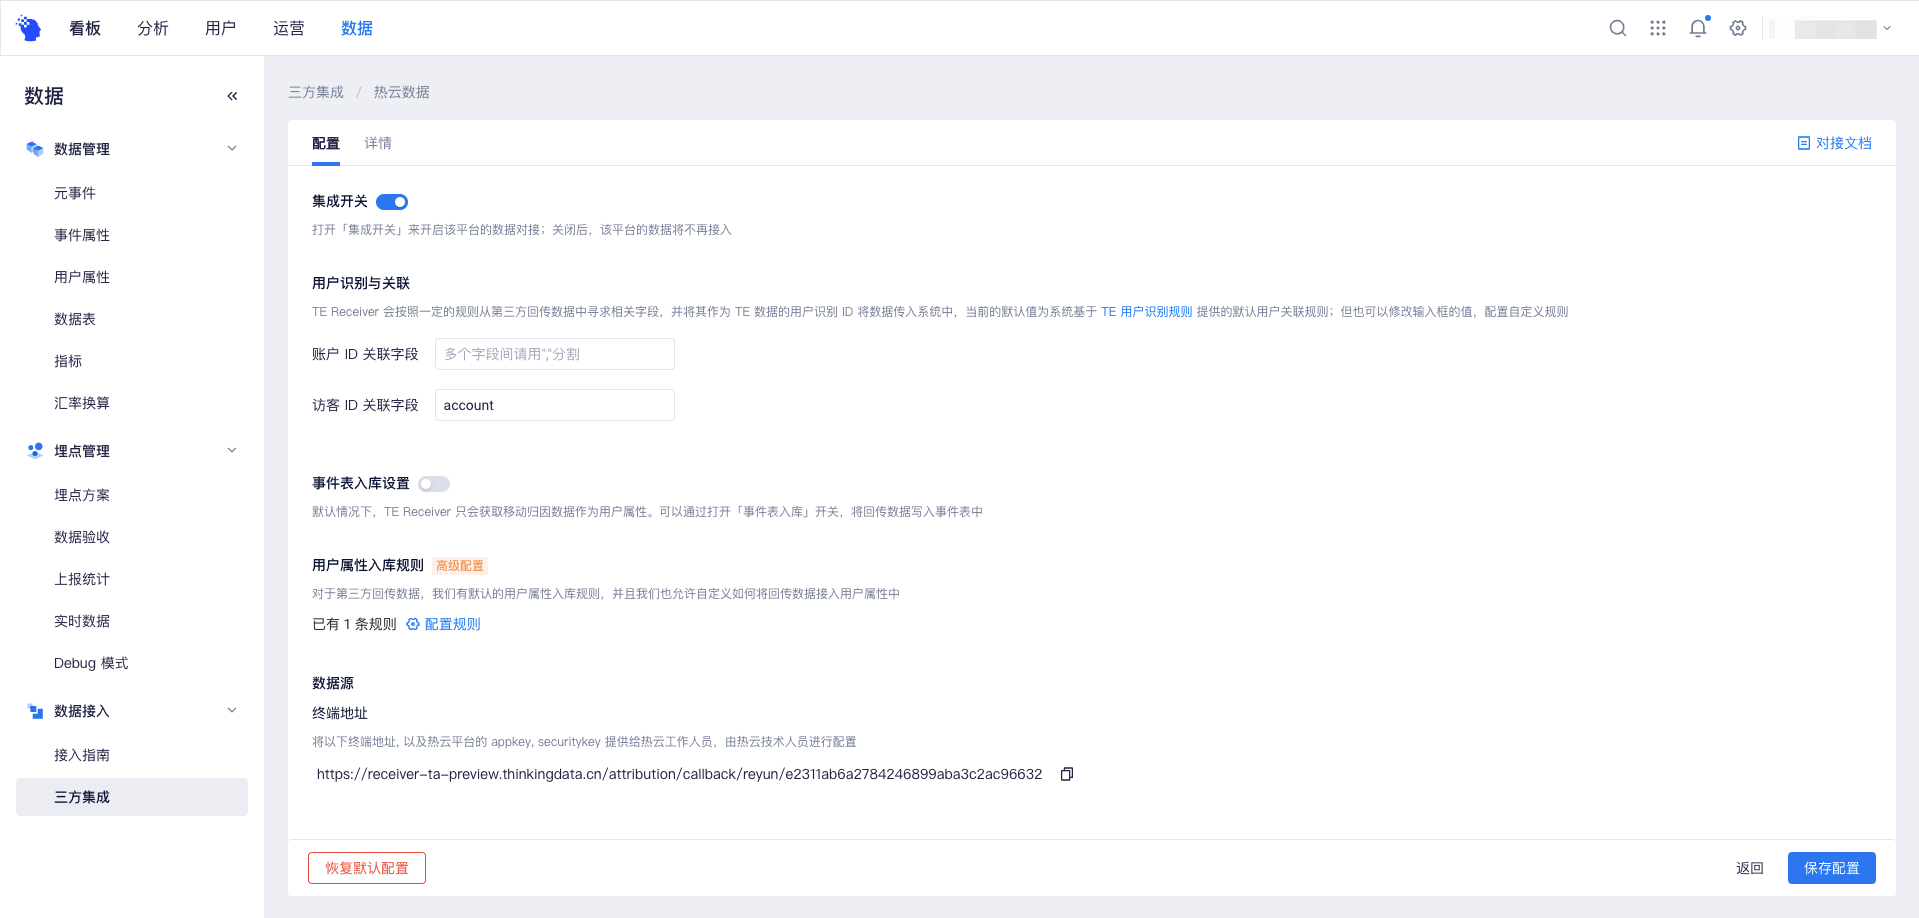 看板 分析 用户 运营 数据
数据
数据管理
元事件
事件属性
用户属性
数据表
指标
汇率换算
埋点管理
埋点方案
数据验收
上报统计
实时数据
Debug 模式
数据接入
接入指南
三方集成
三方集成 / 热云数据
配置 详情 对接文档
集成开关
打开「集成开关」来开启该平台的数据对接；关闭后，该平台的数据将不再接入
用户识别与关联
TE Receiver 会按照一定的规则从第三方回传数据中寻求相关字段，并将其作为 TE 数据的用户识别 ID 将数据传入系统中，当前的默认值为系统基于 TE 用户识别规则 提供的默认用户关联规则；但也可以修改输入框的值，配置自定义规则
账户 ID 关联字段 多个字段间请用","分割
访客 ID 关联字段 account
事件表入库设置
默认情况下，TE Receiver 只会获取移动归因数据作为用户属性。可以通过打开「事件表入库」开关，将回传数据写入事件表中
用户属性入库规则 高级配置
对于第三方回传数据，我们有默认的用户属性入库规则，并且我们也允许自定义如何将回传数据接入用户属性中
已有 1 条规则 配置规则
数据源
终端地址
将以下终端地址, 以及热云平台的 appkey, securitykey 提供给热云工作人员，由热云技术人员进行配置
https://receiver-ta-preview.thinkingdata.cn/attribution/callback/reyun/e2311ab6a2784246899aba3c2ac96632
恢复默认配置 返回 保存配置